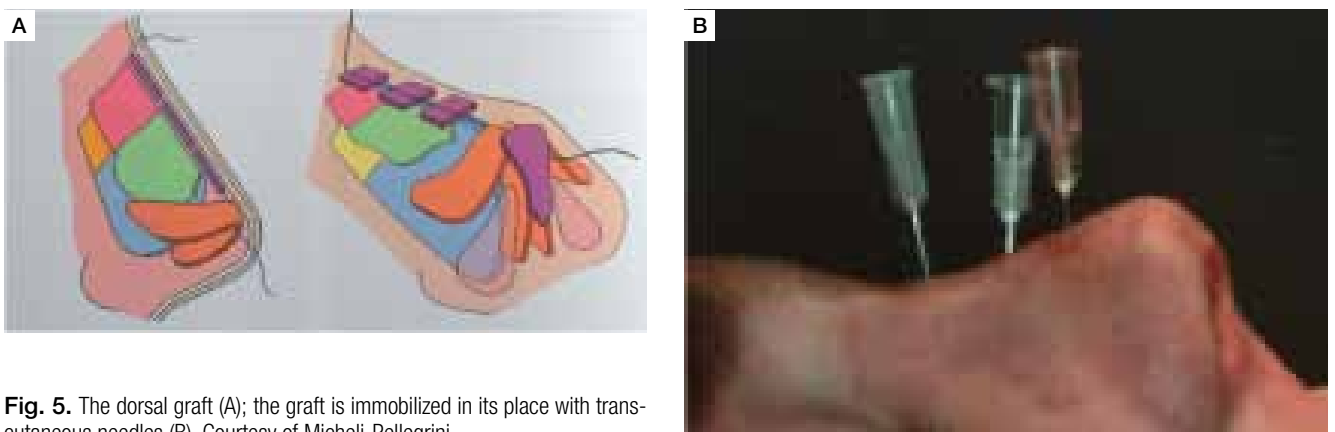 A
B
Fig. 5. The dorsal graft (A); the graft is immobilized in its place with trans-
cutaneous needles (B). Courtesy of Micheli-Pellegrini.